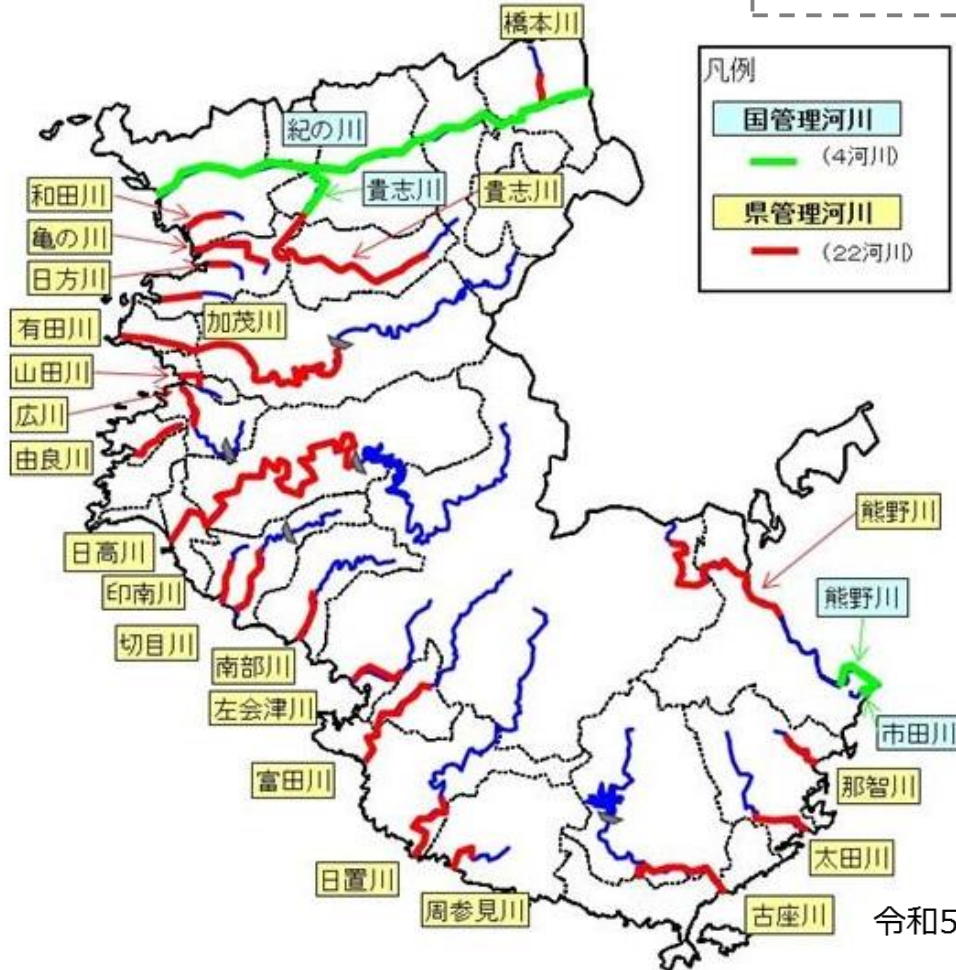 橋本川
凡例
国管理河川
(4河川)
県管理河川
(22河川)
紀の川
貴志川
貴志川
和田川
亀の川
日方川
加茂川
有田川
山田川
広川
由良川
日高川
印南川
切目川
南部川
左会津川
富田川
日置川
周参見川
熊野川
熊野川
市田川
那智川
太田川
古座川
令和5